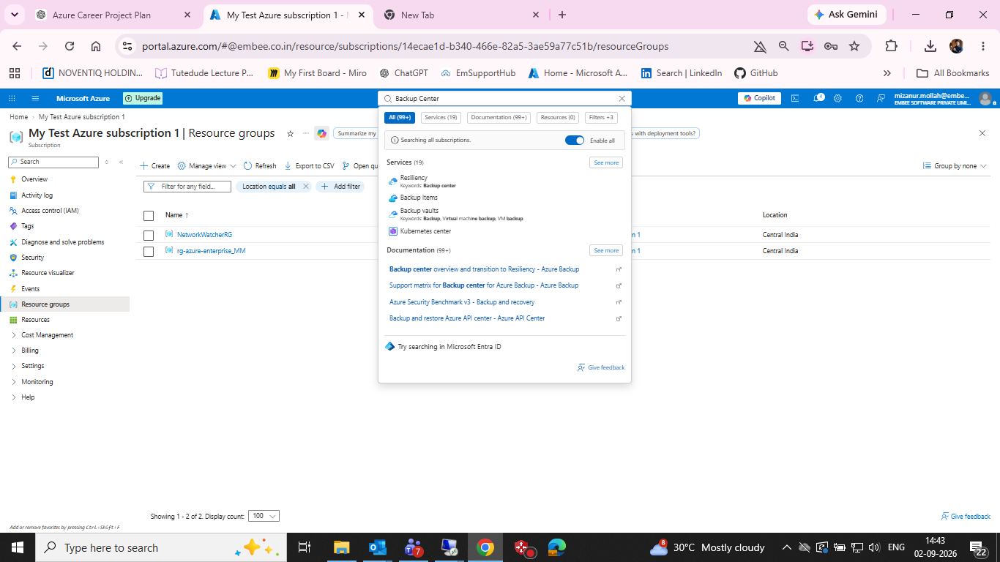 Azure Career Project Plan
My Test Azure subscription 1 - M
New Tab
Ask Gemini
portal.azure.com/#@embee.co.in/resource/subscriptions/14ecae1d-b340-466e-82a5-3ae59a77c51b/resourceGroups
NOVENTIQ HOLDIN...
Tutedude Lecture P...
My First Board - Miro
ChatGPT
EmSupportHub
Home - Microsoft A...
Search | LinkedIn
GitHub
All Bookmarks
Microsoft Azure
Upgrade
Backup Center
Copilot
4
mizanur.mollah@embe...
EMBEE SOFTWARE PRIVATE LIMI...
Home > My Test Azure subscription 1
My Test Azure subscription 1 | Resource groups
Subscription
Summarize my
s with deployment tools?
Search
Overview
Activity log
Access control (IAM)
Tags
Diagnose and solve problems
Security
Resource visualizer
Events
Resource groups
Resources
Cost Management
Billing
Settings
Monitoring
Help
Add or remove favorites by pressing Ctrl+Shift+F
Create
Manage view
Refresh
Export to CSV
Open qu
Group by none
Filter for any field...
Location equals all
Add filter
Name ↑
Location
NetworkWatcherRG
n 1
Central India
rg-azure-enterprise_MM
n 1
Central India
All (99+)
Services (19)
Documentation (99+)
Resources (0)
Filters +3
Searching all subscriptions.
Enable all
Services (19)
See more
Resiliency
Keywords: Backup center
Backup Items
Backup vaults
Keywords: Backup, Virtual machine backup, VM backup
Kubernetes center
Documentation (99+)
See more
Backup center overview and transition to Resiliency - Azure Backup
Support matrix for Backup center for Azure Backup - Azure Backup
Azure Security Benchmark v3 - Backup and recovery
Backup and restore Azure API center - Azure API Center
Try searching in Microsoft Entra ID
Give feedback
Showing 1 - 2 of 2. Display count:
100
Give feedback
Type here to search
7
8
30°C Mostly cloudy
ENG
14:43
02-09-2026
22